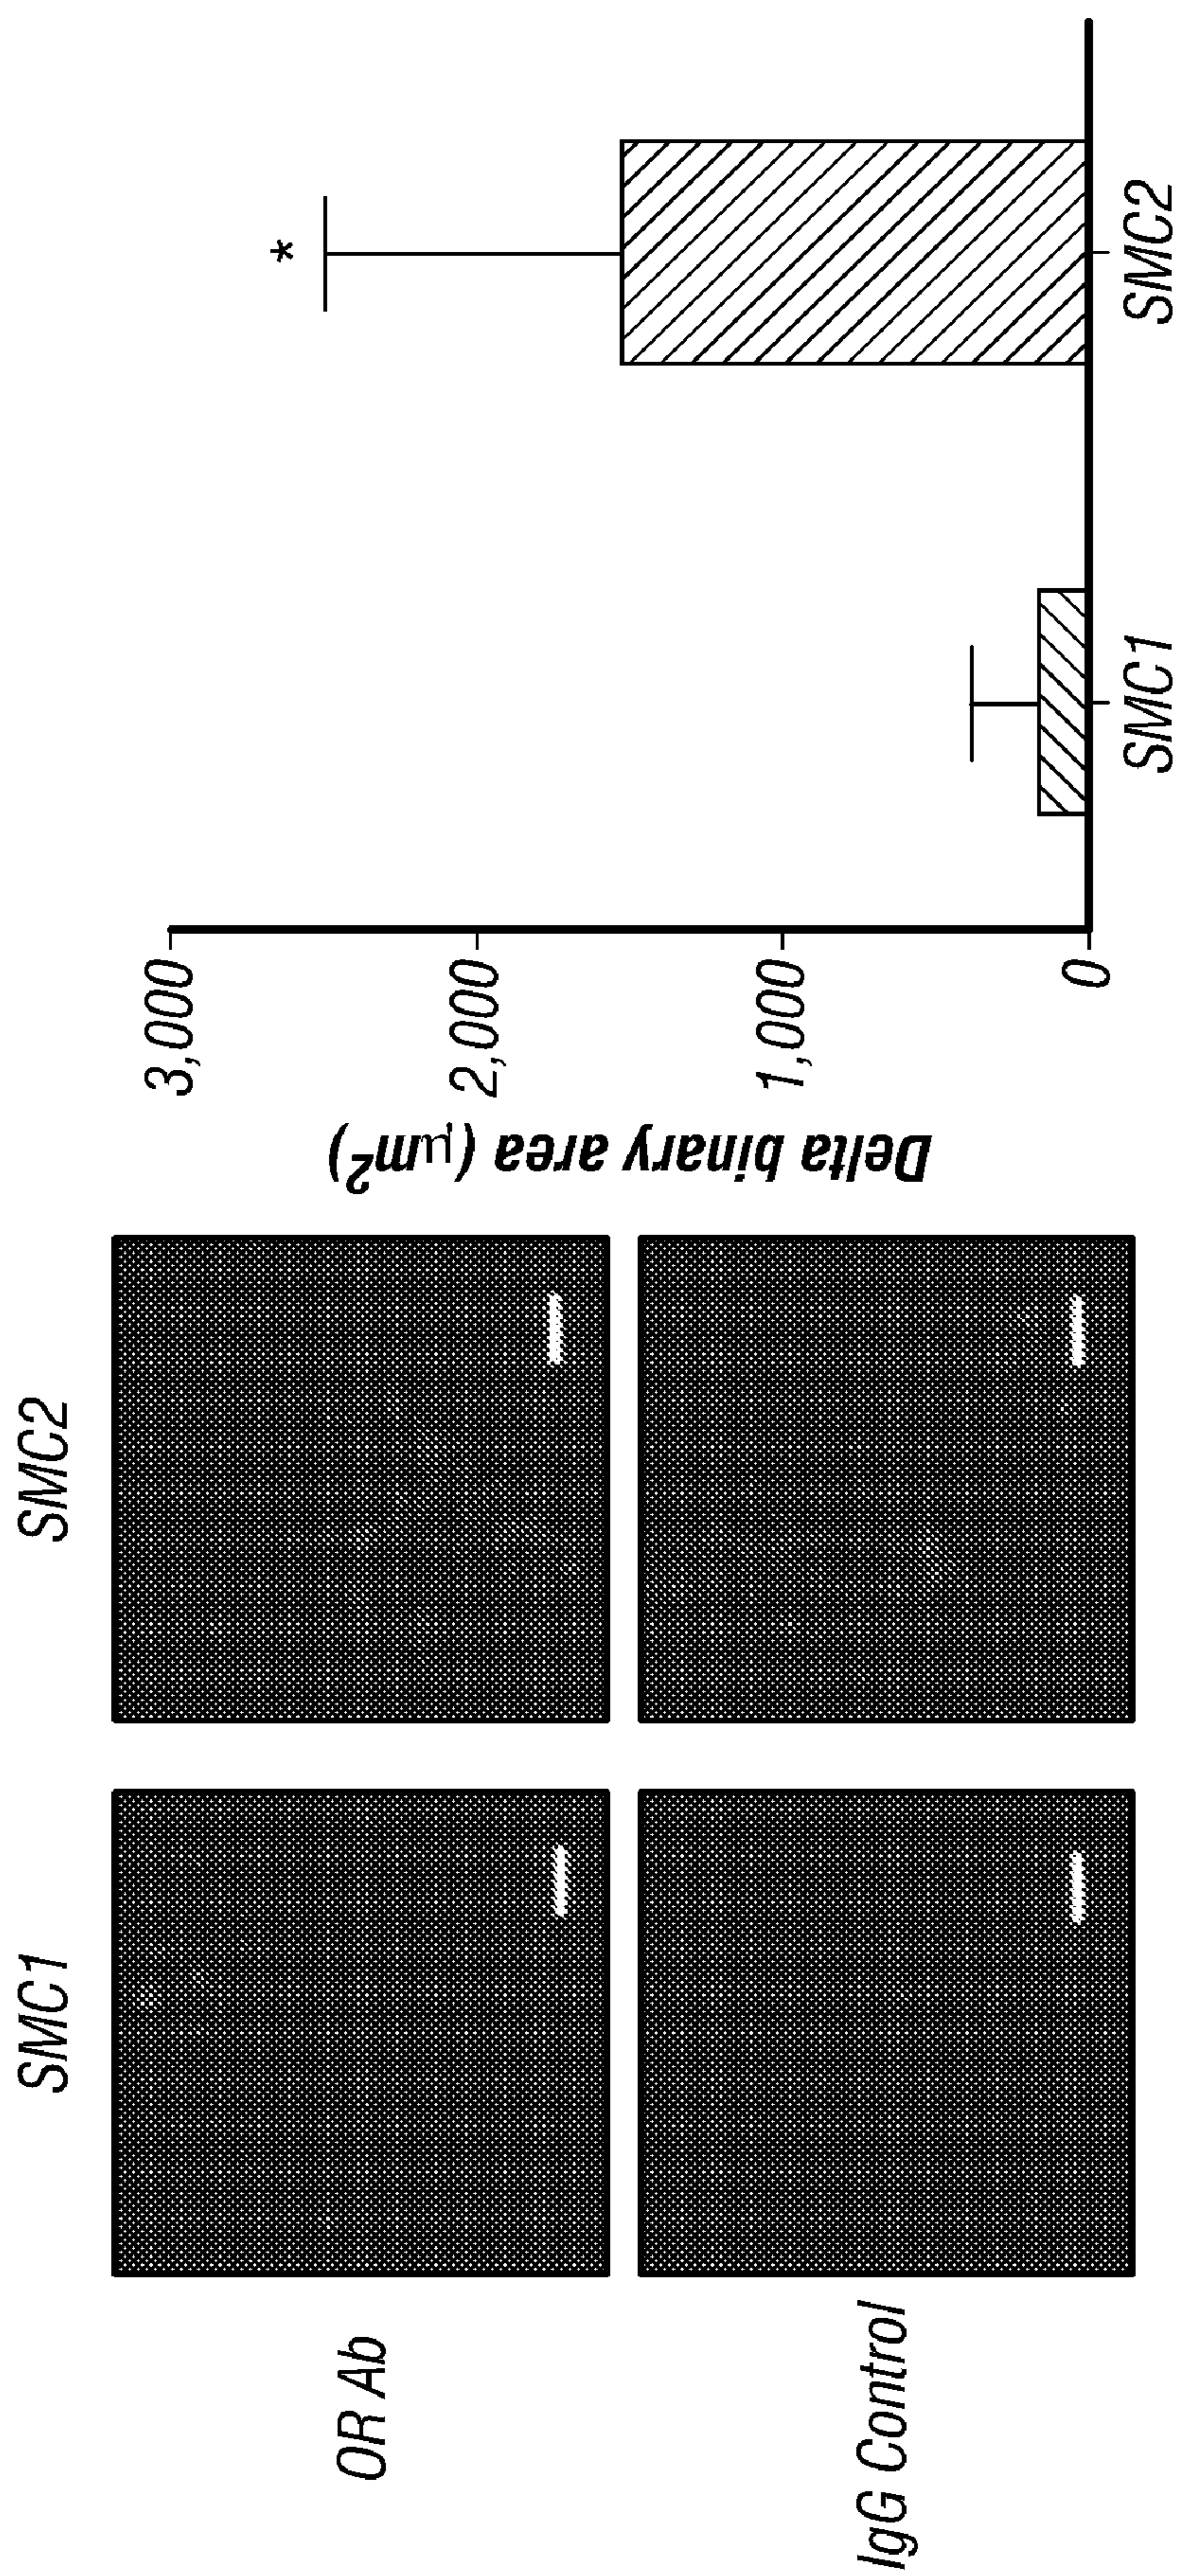 SMC1
SMC2
OR Ab
IgG Control
Delta binary area (μm²)
3,000
2,000
1,000
0
*
SMC1
SMC2